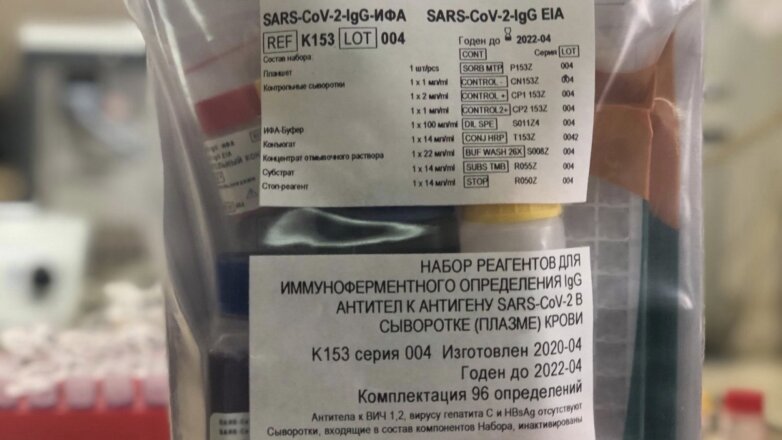 SARS-CoV-2-IgG-ИФА SARS-CoV-2-IgG EIA
REF K153 LOT 004 Годен до 2022-04
Состав набора: CONT Серия LOT
Планшет 1 шт/pcs SORB MTP P153Z 004
Контрольные сыворотки 1 x 1 мл/ml CONTROL - CN153Z 004
1 x 2 мл/ml CONTROL + CP1 153Z 004
1 x 1 мл/ml CONTROL2+ CP2 153Z 004
ИФА-Буфер 1 x 100 мл/ml DIL SPE S011Z4 004
Конъюгат 1 x 14 мл/ml CONJ HRP T153Z 0042
Концентрат отмывочного раствора 1 x 22 мл/ml BUF WASH 26X S008Z 004
Субстрат 1 x 14 мл/ml SUBS TMB R055Z 004
Стоп-реагент 1 x 14 мл/ml STOP R050Z 004
НАБОР РЕАГЕНТОВ ДЛЯ
ИММУНОФЕРМЕНТНОГО ОПРЕДЕЛЕНИЯ IgG
АНТИТЕЛ К АНТИГЕНУ SARS-CoV-2 В
СЫВОРОТКЕ (ПЛАЗМЕ) КРОВИ
K153 серия 004 Изготовлен 2020-04
Годен до 2022-04
Комплектация 96 определений
Антитела к ВИЧ 1,2, вирусу гепатита С и HBsAg отсутствуют
Сыворотки, входящие в состав компонентов Набора, инактивированы